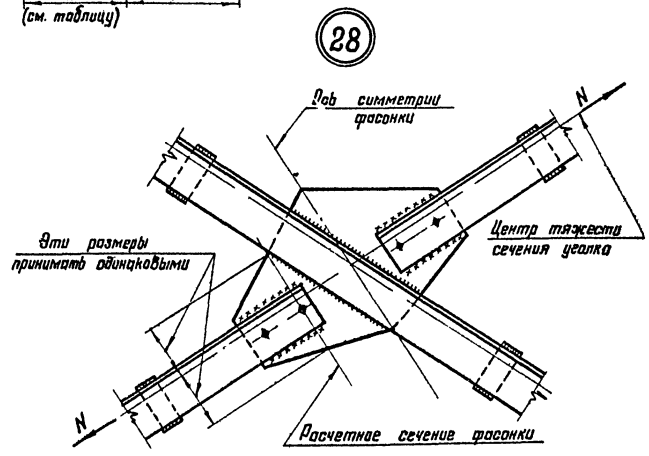 (см. таблицу)
28
Ось симметрии
фасонки
N
Центр тяжести
сечения уголка
Эти размеры
принимать одинаковыми
N
Расчетное сечение фасонки